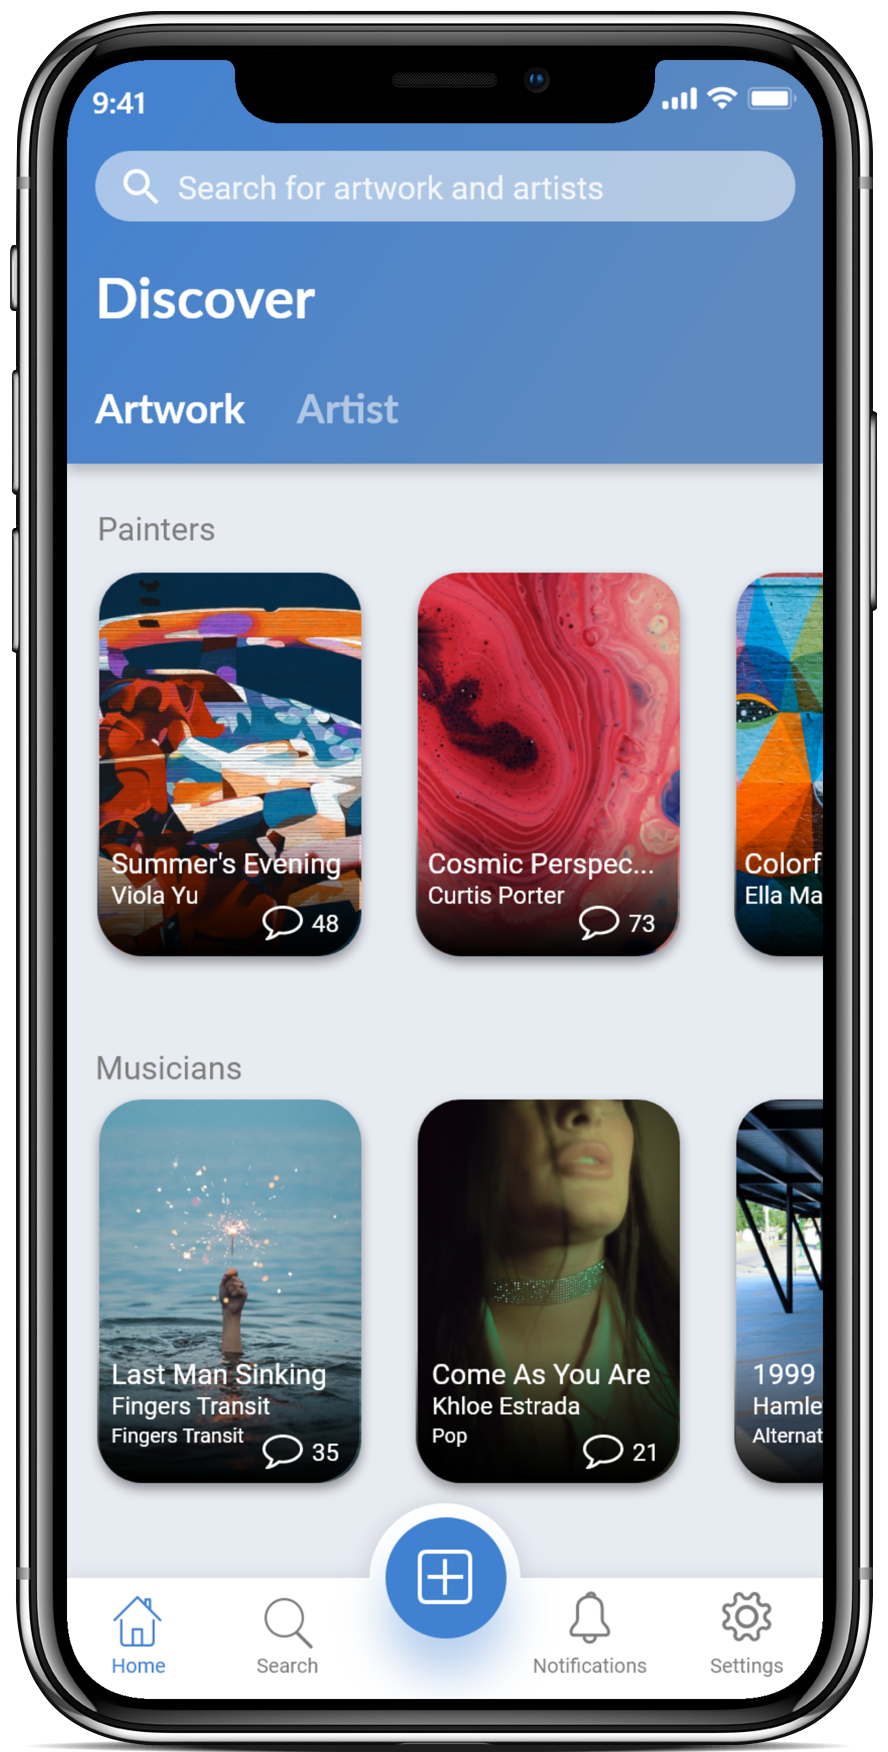 9:41
Search for artwork and artists
Discover
Artwork Artist
Painters
Summer's Evening
Viola Yu
48
Cosmic Perspec...
Curtis Porter
73
Colorf
Ella Ma
Musicians
Last Man Sinking
Fingers Transit
Fingers Transit
35
Come As You Are
Khloe Estrada
Pop
21
1999
Hamle
Alternat
Home
Search
Notifications
Settings